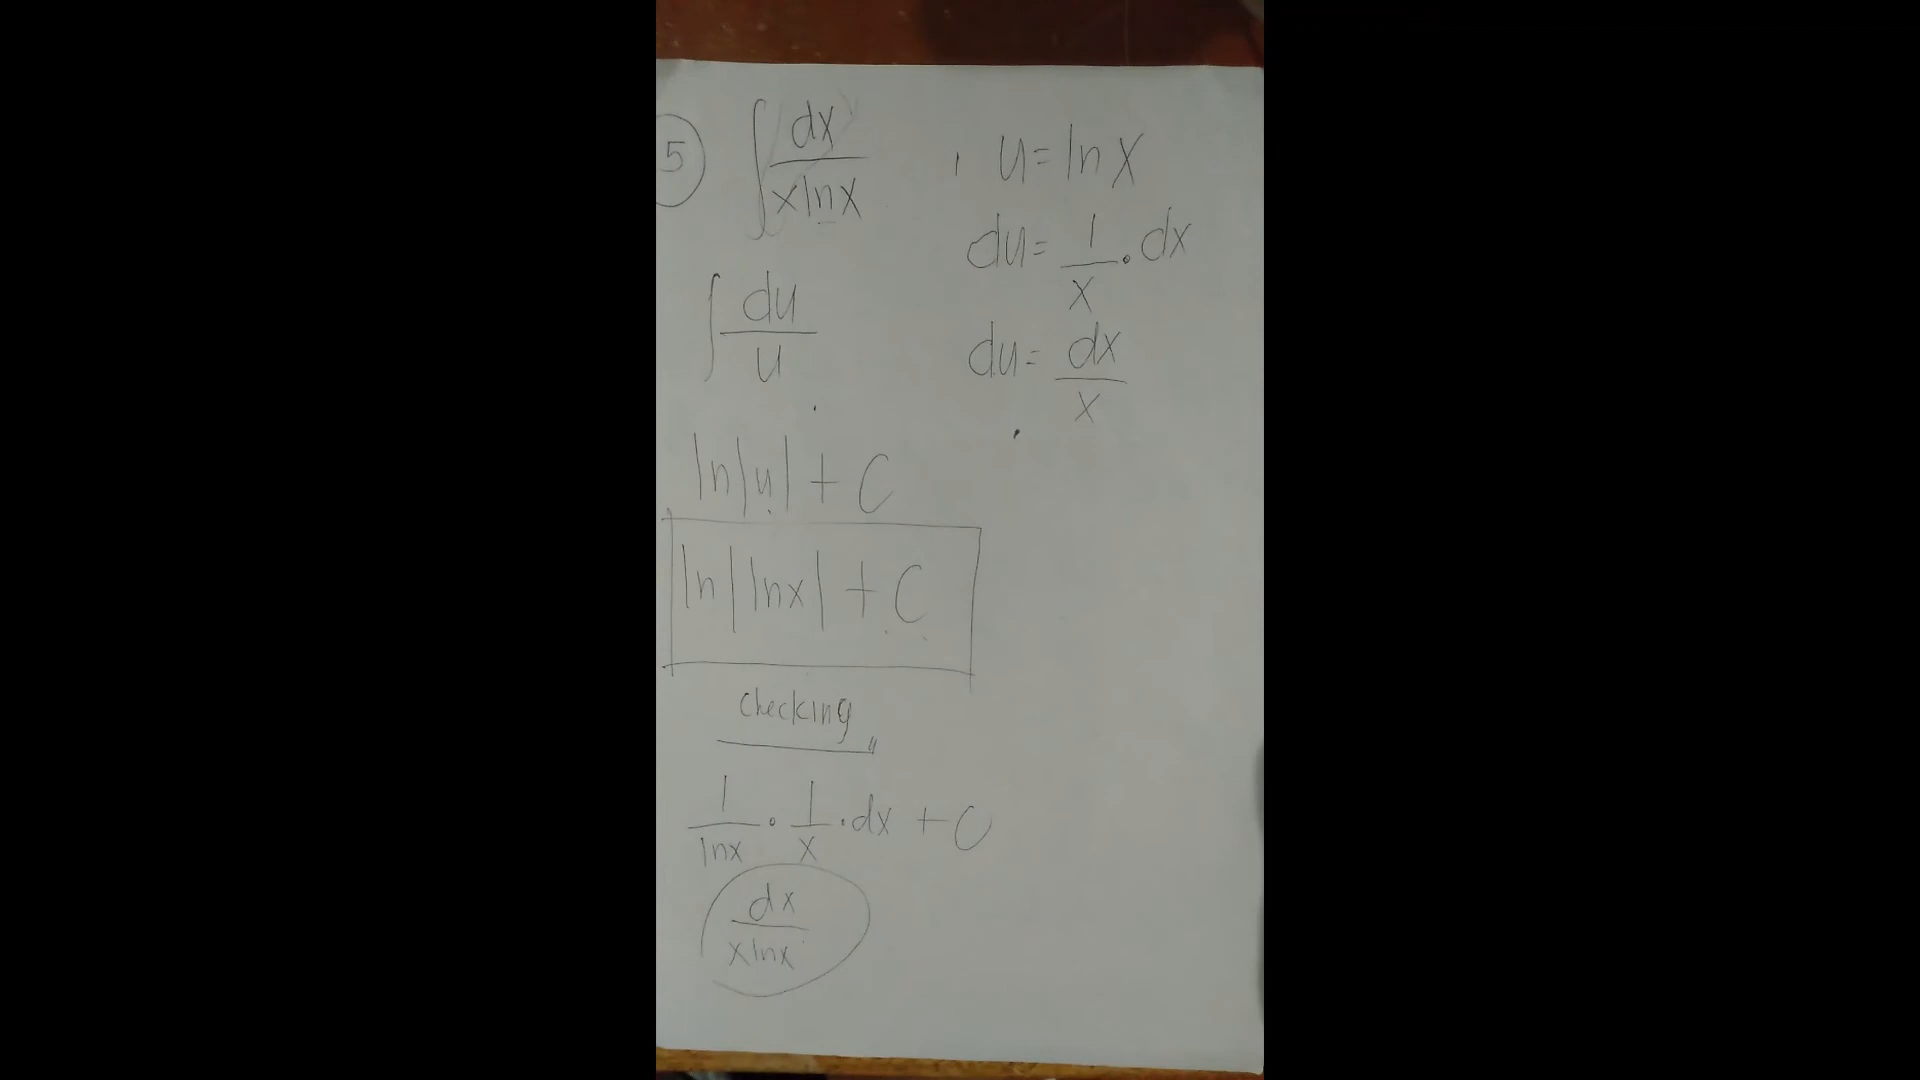 5
∫ dx / x ln x
u = ln x
du = 1/x · dx
∫ du / u
du = dx / x
ln|u| + C
ln|ln x| + C
checking
1/ln x · 1/x · dx + C
dx / x ln x